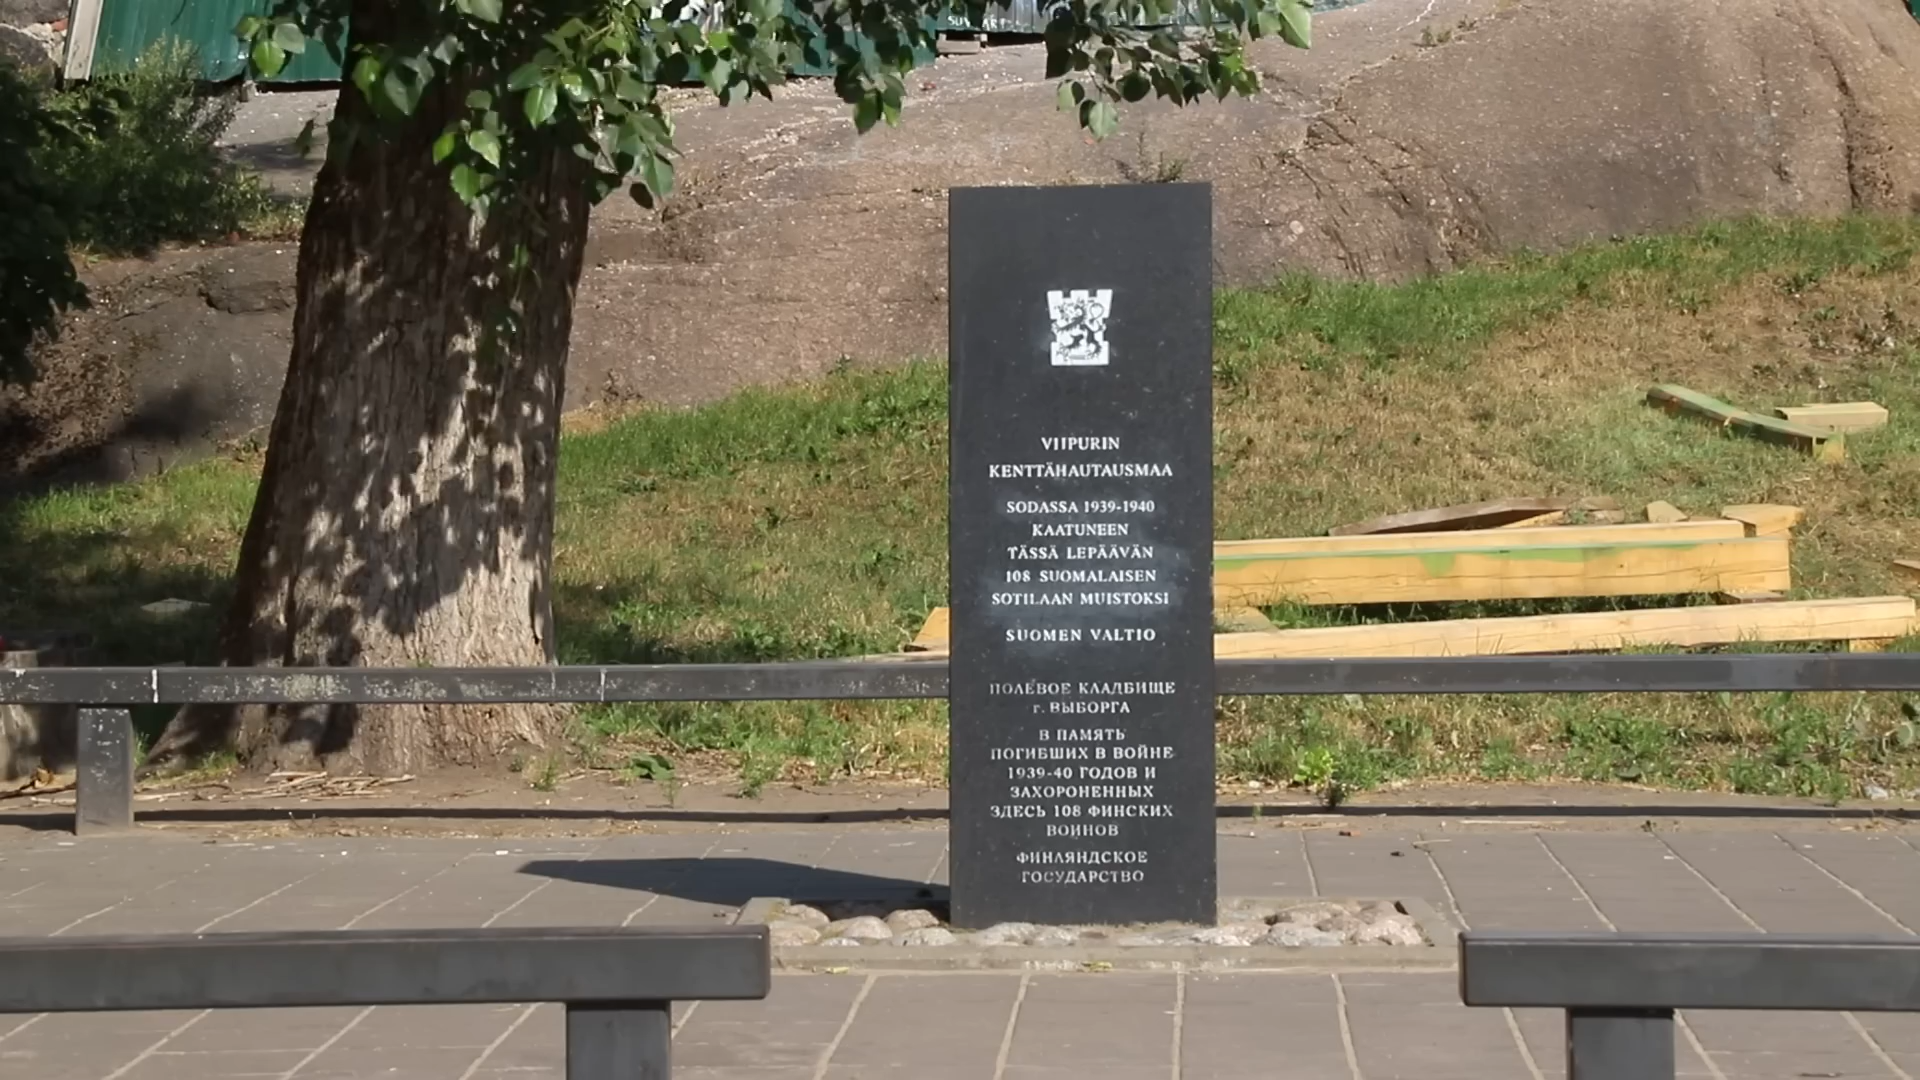 VIIPURIN
KENTTÄHAUTAUSMAA
SODASSA 1939-1940
KAATUNEEN
TÄSSÄ LEPÄÄVÄN
108 SUOMALAISEN
SOTILAAN MUISTOKSI
SUOMEN VALTIO
ПОЛЕВОЕ КЛАДБИЩЕ
г. ВЫБОРГА
В ПАМЯТЬ
ПОГИБШИХ В ВОЙНЕ
1939-40 ГОДОВ И
ЗАХОРОНЕННЫХ
ЗДЕСЬ 108 ФИНСКИХ
ВОИНОВ
ФИНЛЯНДСКОЕ
ГОСУДАРСТВО